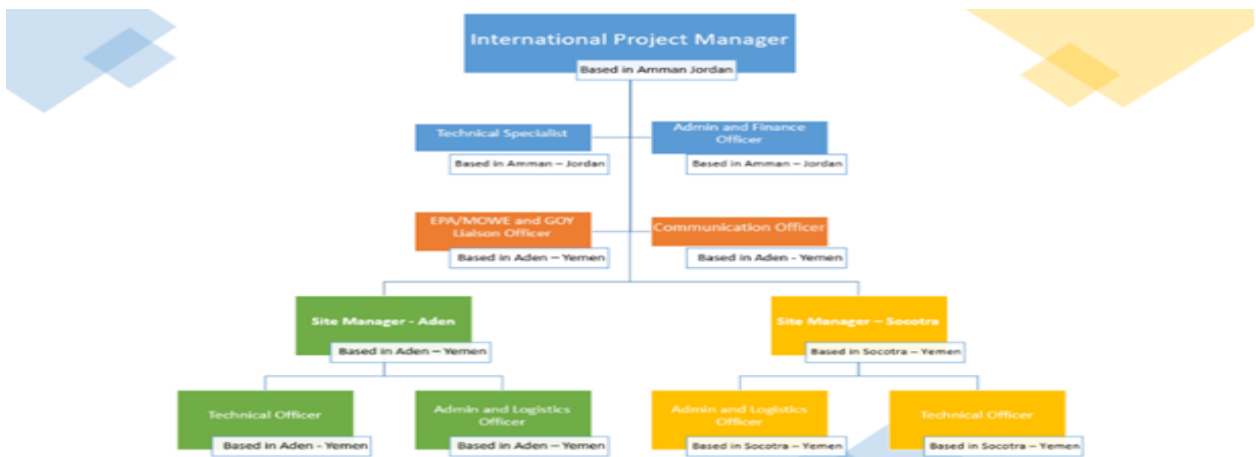 International Project Manager
Based in Amman Jordan
Technical Specialist
Based in Amman – Jordan
Admin and Finance
Officer
Based in Amman – Jordan
EPA/MOWE and GOY
Liaison Officer
Based in Aden – Yemen
Communication Officer
Based in Aden - Yemen
Site Manager - Aden
Based in Aden – Yemen
Site Manager – Socotra
Based in Socotra – Yemen
Technical Officer
Based in Aden - Yemen
Admin and Logistics
Officer
Based in Aden – Yemen
Admin and Logistics
Officer
Based in Socotra – Yemen
Technical Officer
Based in Socotra – Yemen